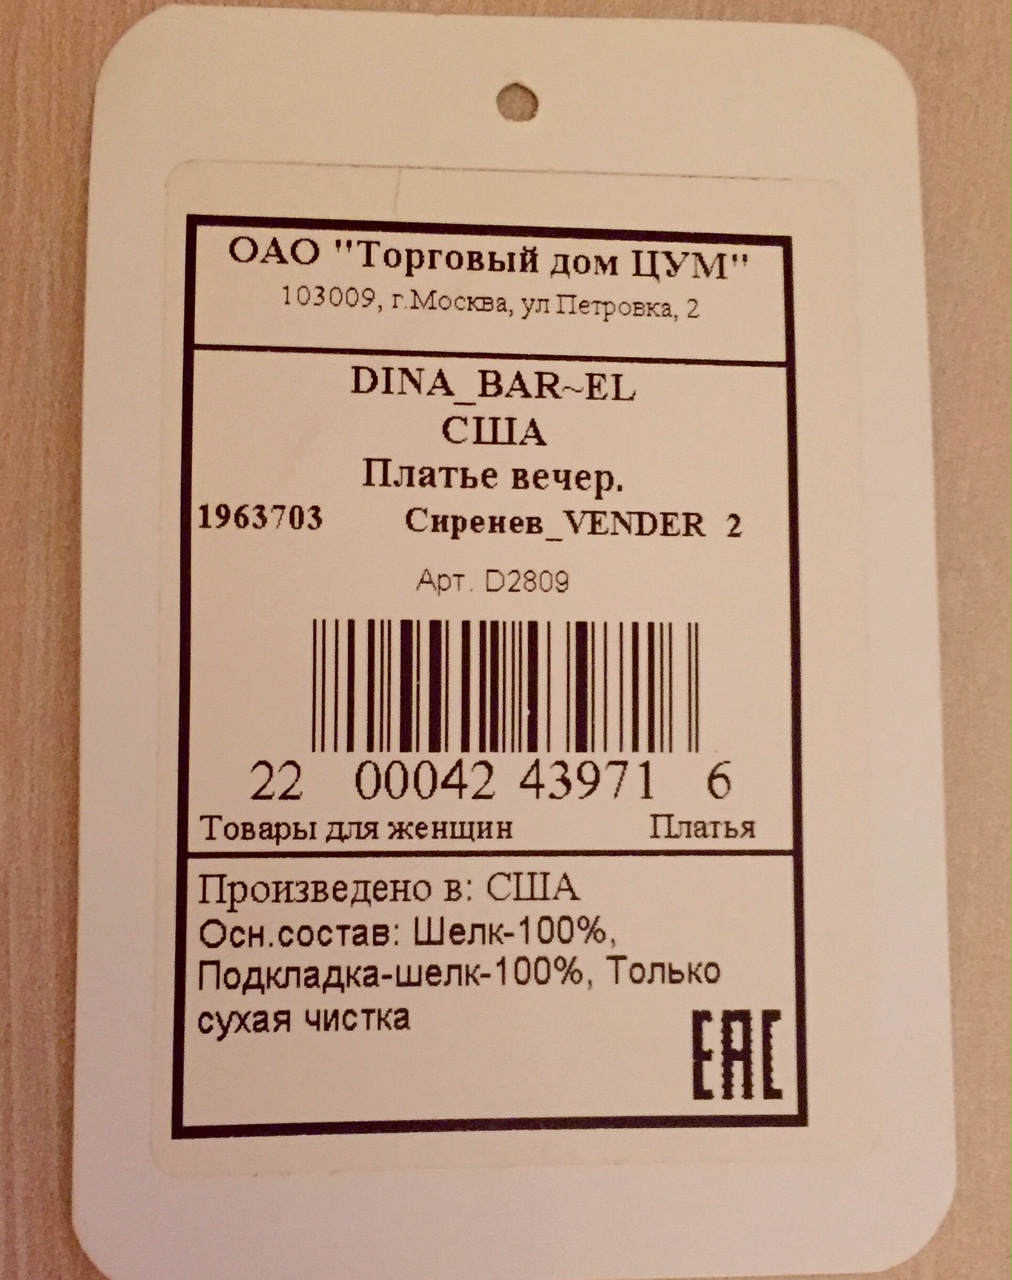 ОАО "Торговый дом ЦУМ"
103009, г.Москва, ул Петровка, 2
DINA_BAR~EL
США
Платье вечер.
1963703 Сиренев_VENDER 2
Арт. D2809
22 00042 43971 6
Товары для женщин Платья
Произведено в: США
Осн.состав: Шелк-100%,
Подкладка-шелк-100%, Только
сухая чистка
EAC